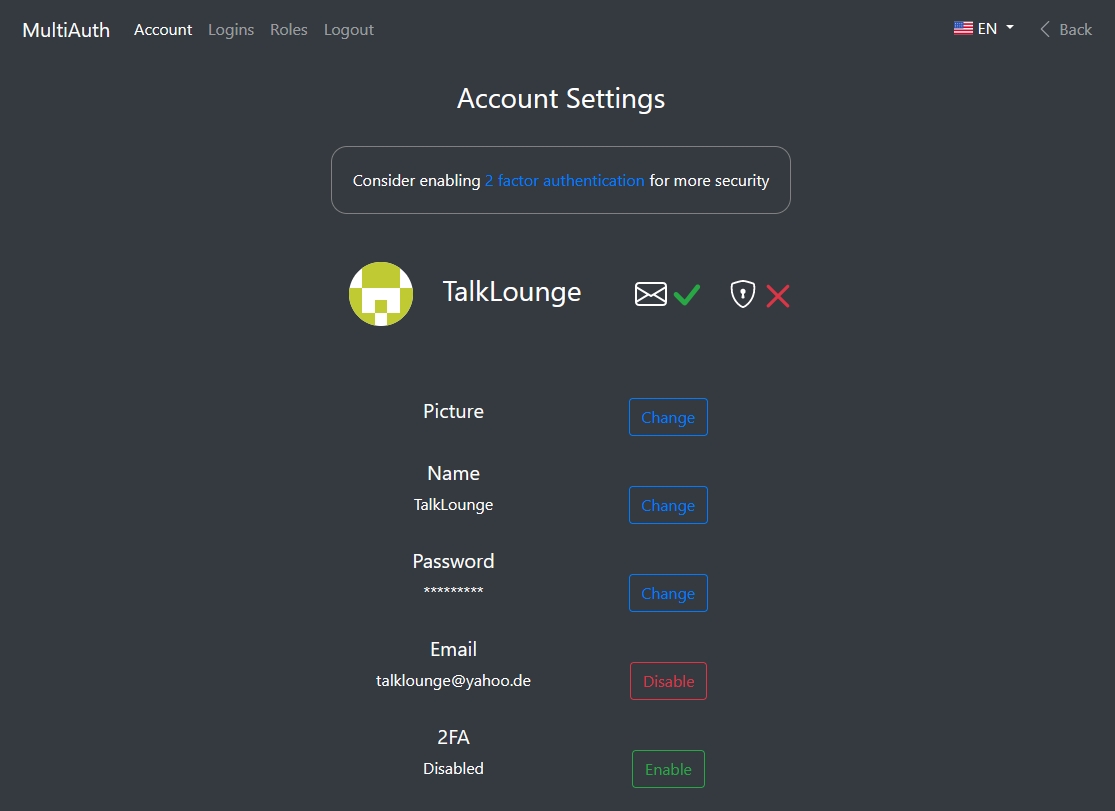 MultiAuth Account Logins Roles Logout EN Back
Account Settings
Consider enabling 2 factor authentication for more security
TalkLounge
Picture
Change
Name
TalkLounge
Change
Password
*********
Change
Email
talklounge@yahoo.de
Disable
2FA
Disabled
Enable